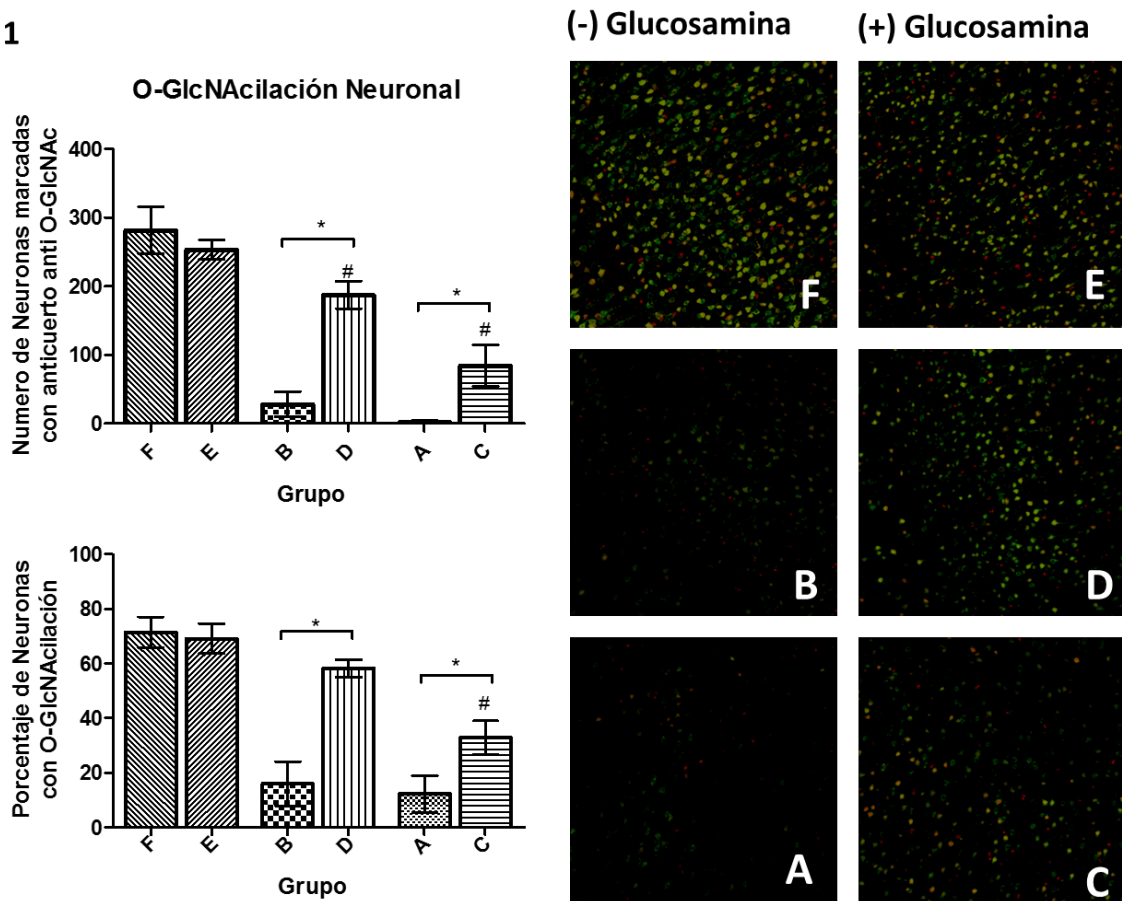 1
O-GlcNAcilación Neuronal
Numero de Neuronas marcadas
con anticuerto anti O-GlcNAc
400
300
200
100
0
*
#
*
#
F E B D A C
Grupo
Porcentaje de Neuronas
con O-GlcNAcilación
100
80
60
40
20
0
*
*
#
F E B D A C
Grupo
(-) Glucosamina (+) Glucosamina
F E
B D
A C